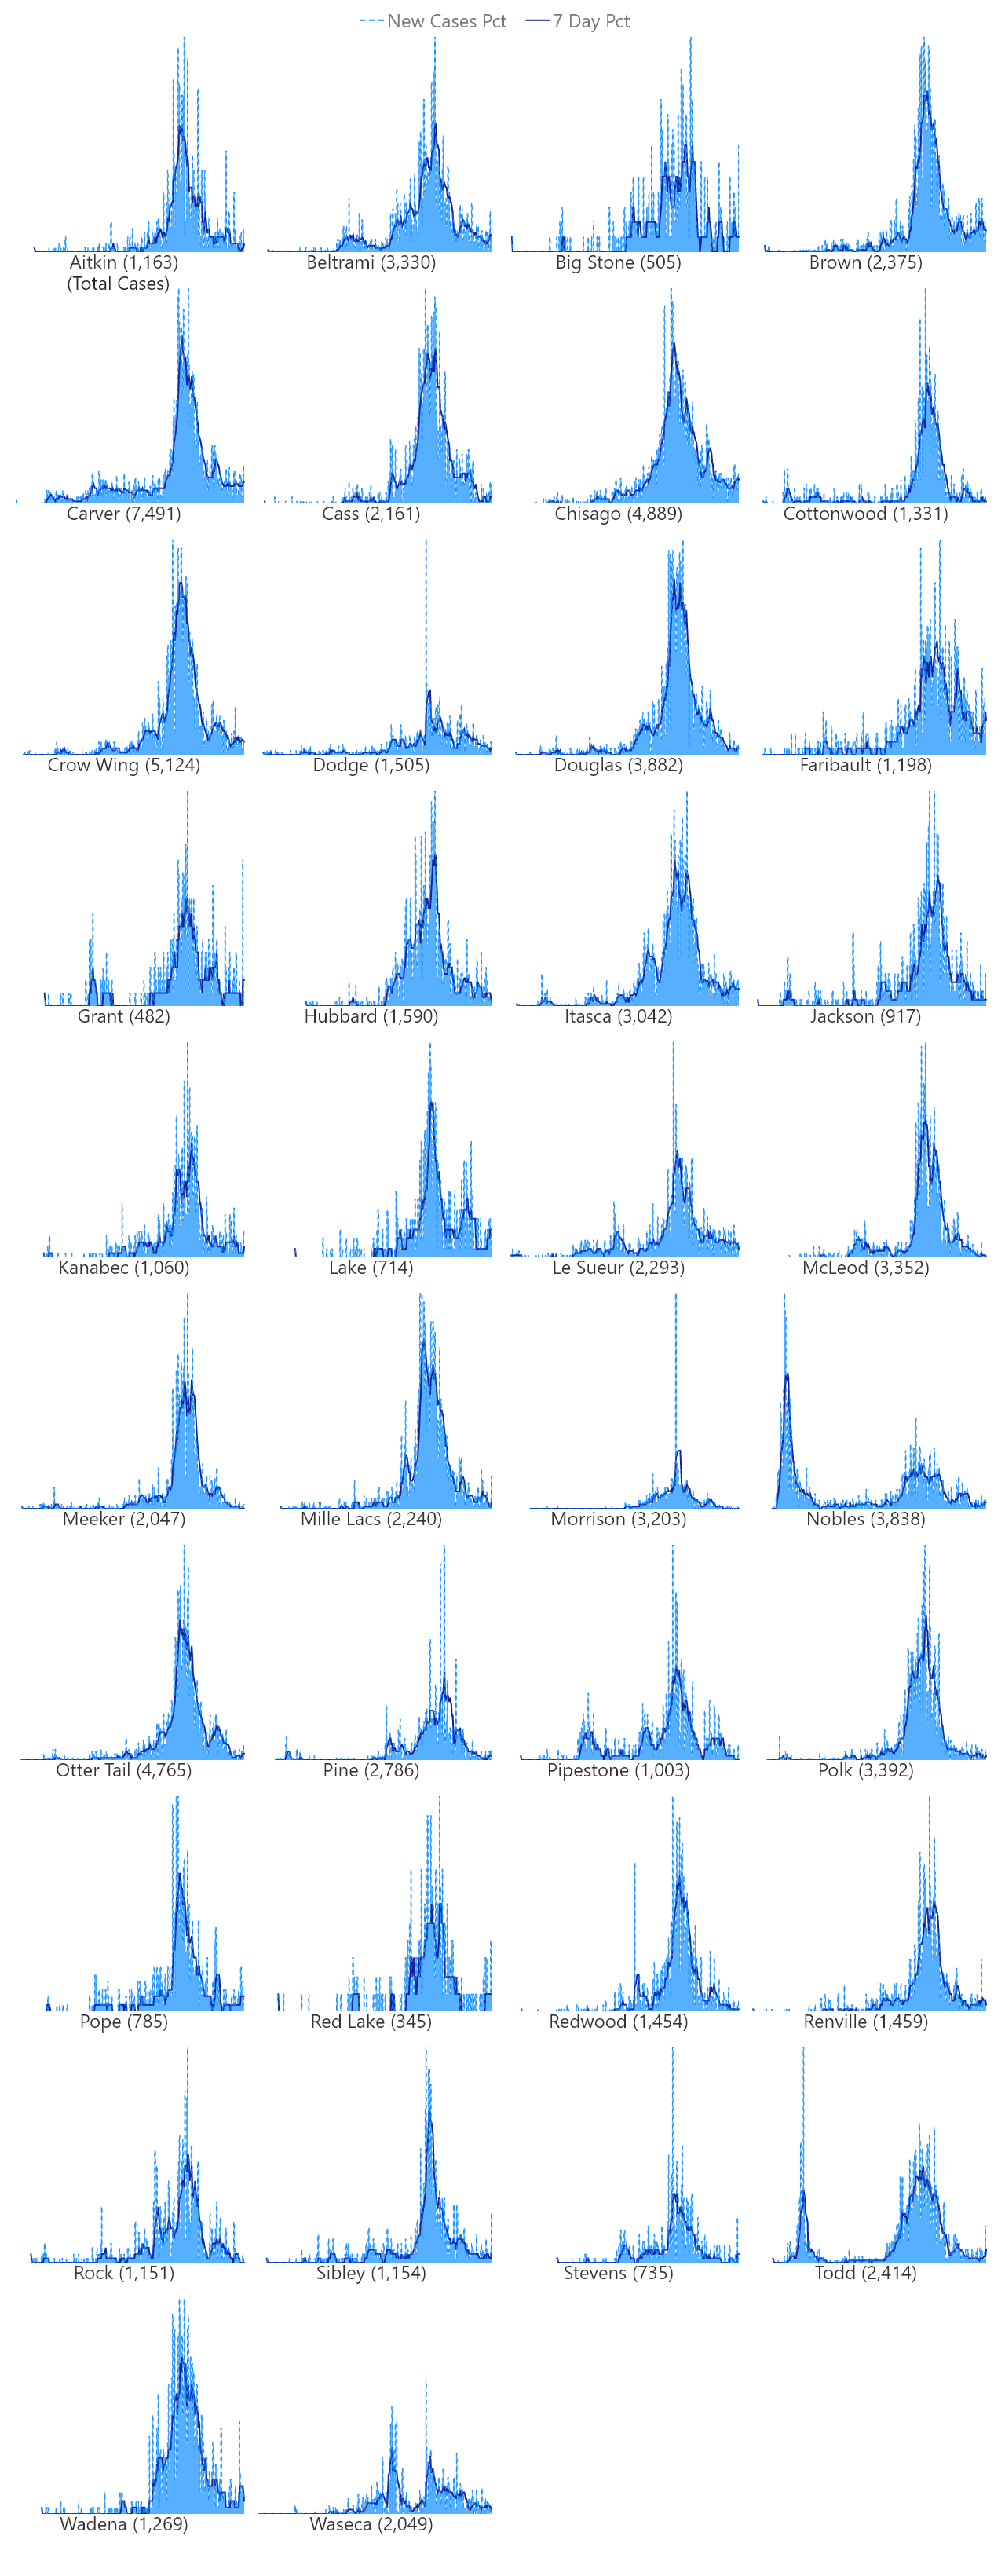 New Cases Pct 7 Day Pct
Aitkin (1,163) Beltrami (3,330) Big Stone (505) Brown (2,375)
(Total Cases)
Carver (7,491) Cass (2,161) Chisago (4,889) Cottonwood (1,331)
Crow Wing (5,124) Dodge (1,505) Douglas (3,882) Faribault (1,198)
Grant (482) Hubbard (1,590) Itasca (3,042) Jackson (917)
Kanabec (1,060) Lake (714) Le Sueur (2,293) McLeod (3,352)
Meeker (2,047) Mille Lacs (2,240) Morrison (3,203) Nobles (3,838)
Otter Tail (4,765) Pine (2,786) Pipestone (1,003) Polk (3,392)
Pope (785) Red Lake (345) Redwood (1,454) Renville (1,459)
Rock (1,151) Sibley (1,154) Stevens (735) Todd (2,414)
Wadena (1,269) Waseca (2,049)